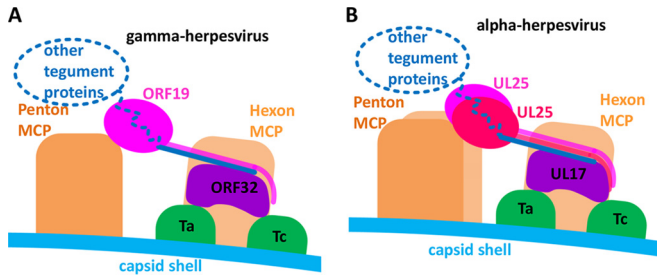 A
gamma-herpesvirus
other
tegument
proteins
ORF19
Penton
MCP
Hexon
MCP
ORF32
Ta
Tc
capsid shell
B
alpha-herpesvirus
other
tegument
proteins
UL25
UL25
Penton
MCP
Hexon
MCP
UL17
Ta
Tc
capsid shell